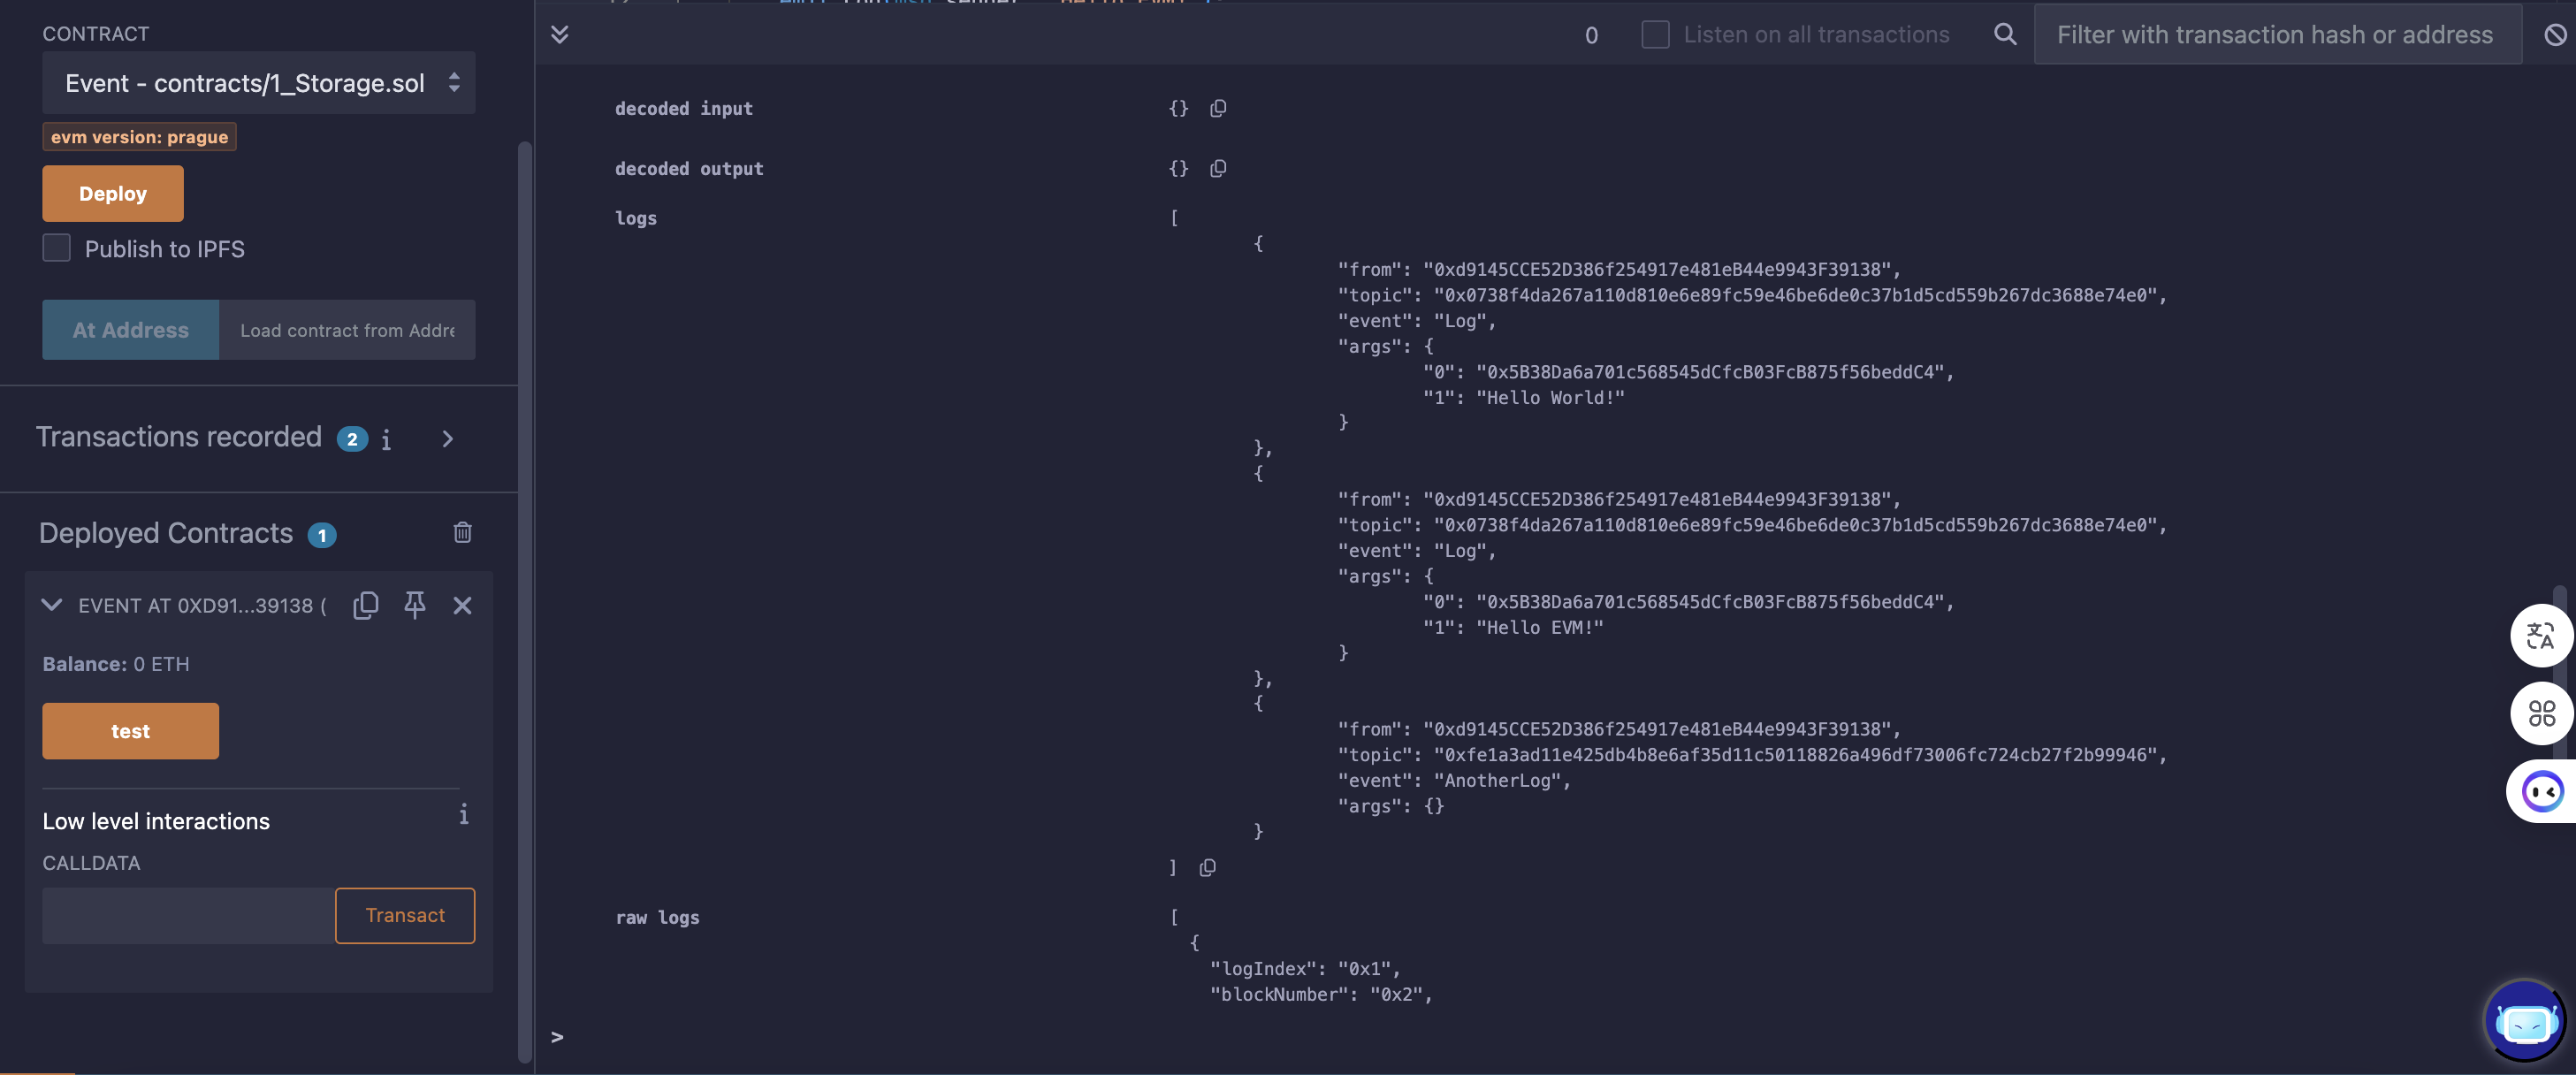 CONTRACT
Event - contracts/1_Storage.sol
evm version: prague
Deploy
Publish to IPFS
At Address
Load contract from Addre
Transactions recorded 2 i
Deployed Contracts 1
EVENT AT 0XD91...39138 (
Balance: 0 ETH
test
Low level interactions i
CALLDATA
Transact
0 Listen on all transactions Filter with transaction hash or address
decoded input {}
decoded output {}
logs [
{
"from": "0xd9145CCE52D386f254917e481eB44e9943F39138",
"topic": "0x0738f4da267a110d810e6e89fc59e46be6de0c37b1d5cd559b267dc3688e74e0",
"event": "Log",
"args": {
"0": "0x5B38Da6a701c568545dCfcB03FcB875f56beddC4",
"1": "Hello World!"
}
},
{
"from": "0xd9145CCE52D386f254917e481eB44e9943F39138",
"topic": "0x0738f4da267a110d810e6e89fc59e46be6de0c37b1d5cd559b267dc3688e74e0",
"event": "Log",
"args": {
"0": "0x5B38Da6a701c568545dCfcB03FcB875f56beddC4",
"1": "Hello EVM!"
}
},
{
"from": "0xd9145CCE52D386f254917e481eB44e9943F39138",
"topic": "0xfe1a3ad11e425db4b8e6af35d11c50118826a496df73006fc724cb27f2b99946",
"event": "AnotherLog",
"args": {}
}
]
raw logs [
{
"logIndex": "0x1",
"blockNumber": "0x2",
>